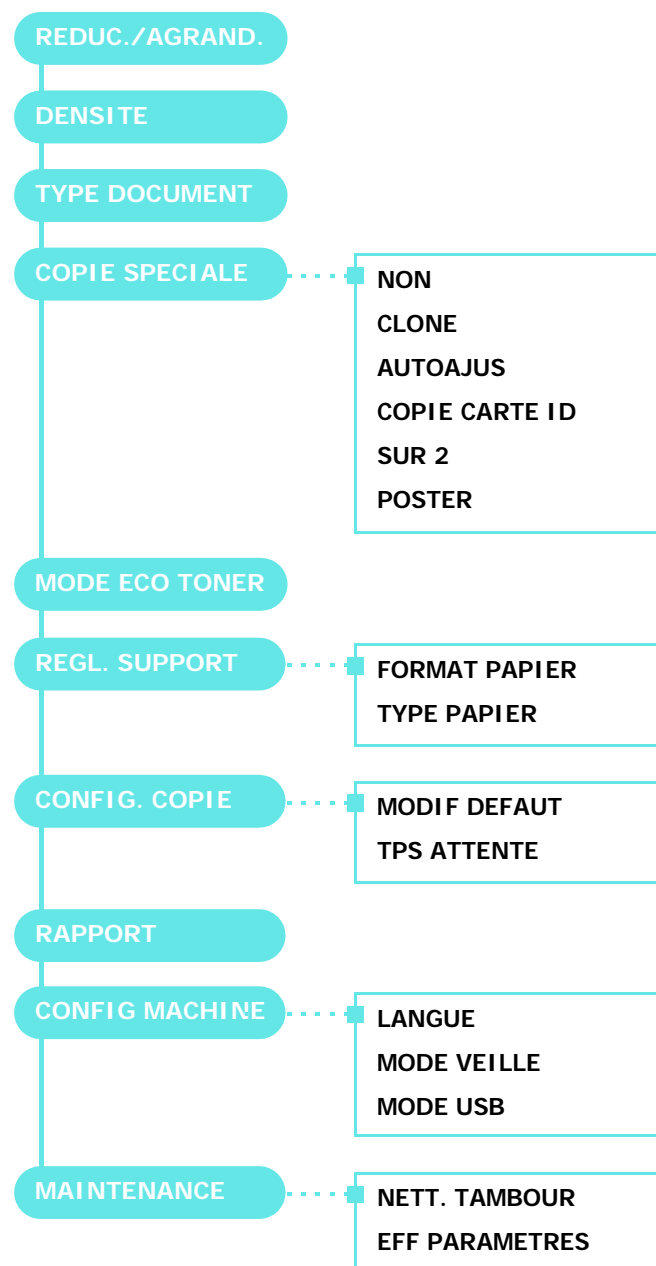 REDUC./AGRAND.
DENSITE
TYPE DOCUMENT
COPIE SPECIALE
NON
CLONE
AUTOAJUS
COPIE CARTE ID
SUR 2
POSTER
MODE ECO TONER
REGL. SUPPORT
FORMAT PAPIER
TYPE PAPIER
CONFIG. COPIE
MODIF DEFAUT
TPS ATTENTE
RAPPORT
CONFIG MACHINE
LANGUE
MODE VEILLE
MODE USB
MAINTENANCE
NETT. TAMBOUR
EFF PARAMETRES